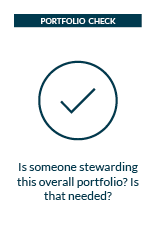 PORTFOLIO CHECK
Is someone stewarding
this overall portfolio? Is
that needed?